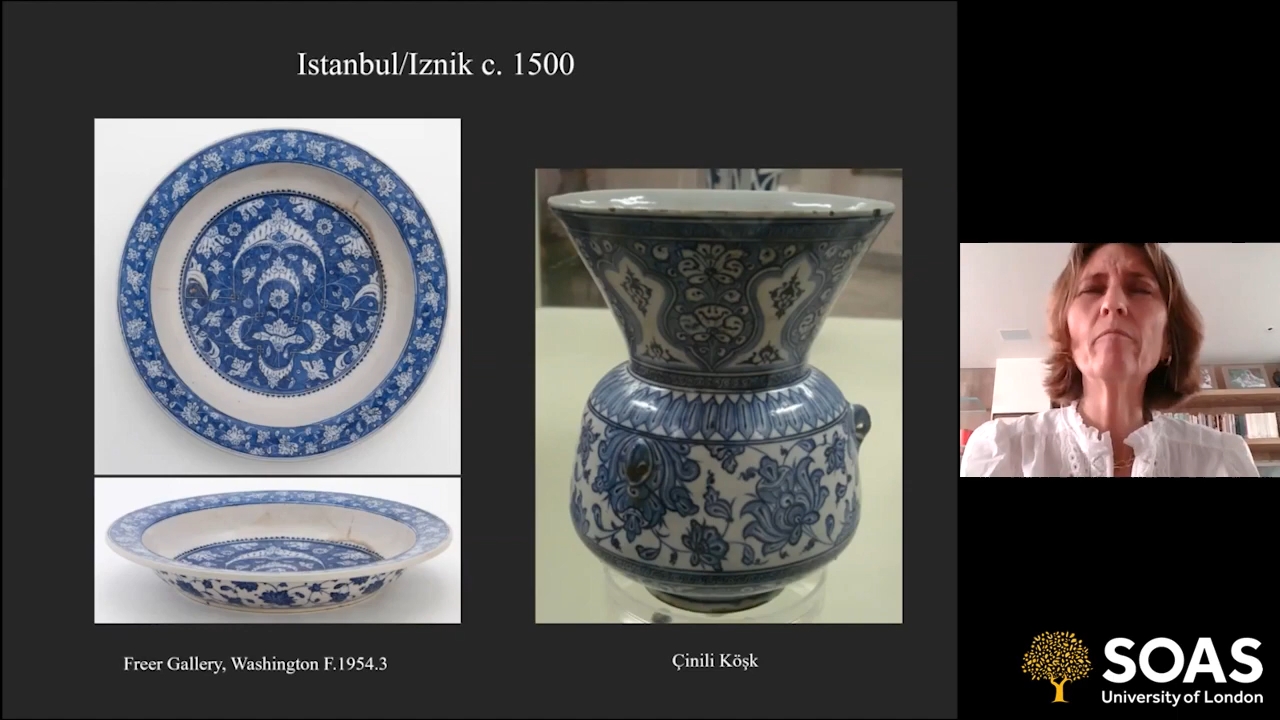 Istanbul/Iznik c. 1500
Freer Gallery, Washington F.1954.3
Çinili Köşk
SOAS
University of London